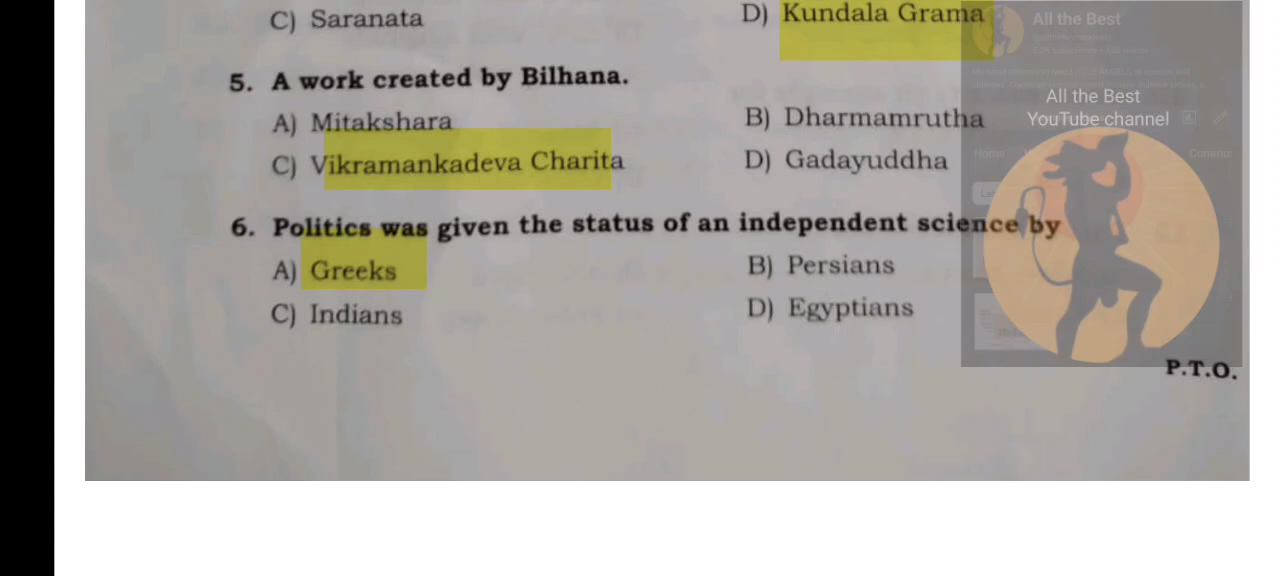 C) Saranata D) Kundala Grama
5. A work created by Bilhana.
A) Mitakshara B) Dharmamrutha
C) Vikramankadeva Charita D) Gadayuddha
6. Politics was given the status of an independent science by
A) Greeks B) Persians
C) Indians D) Egyptians
P.T.O.
All the Best
All the Best
YouTube channel
Home